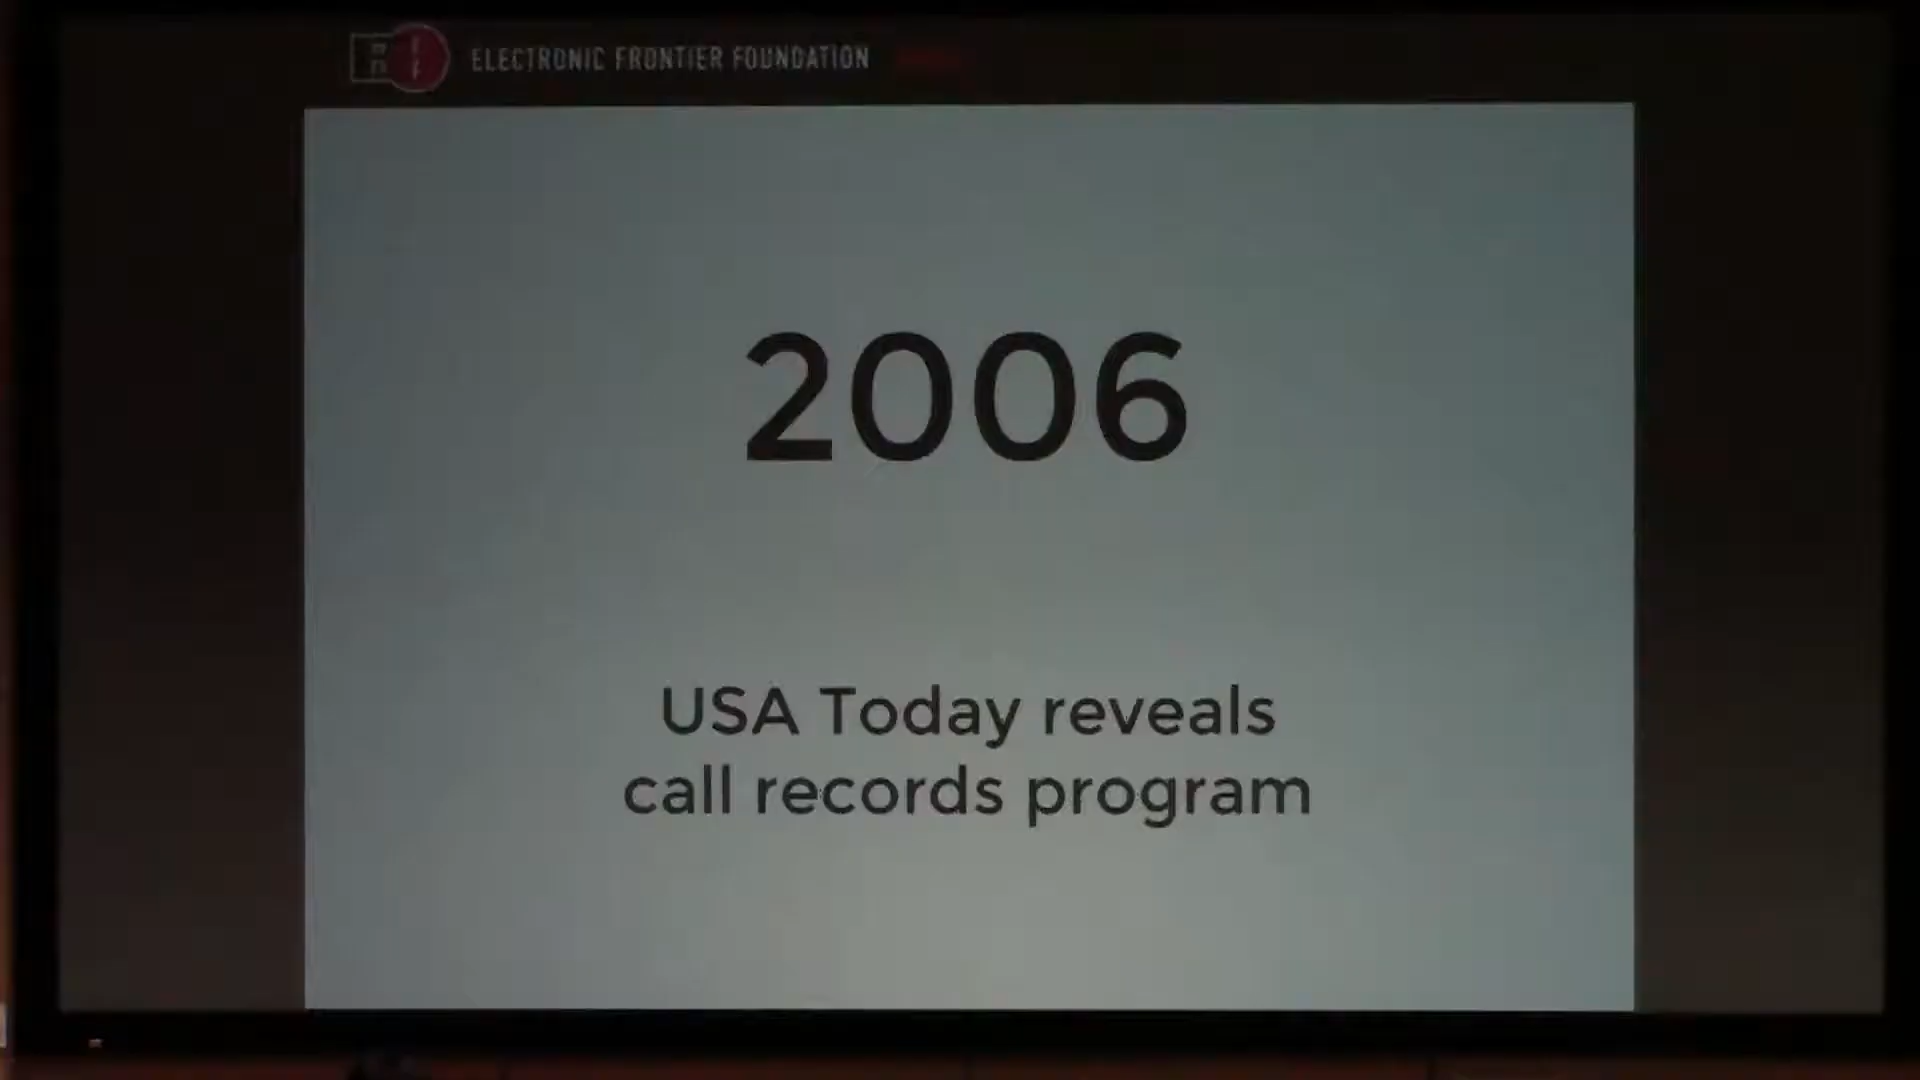 ELECTRONIC FRONTIER FOUNDATION
2006
USA Today reveals
call records program